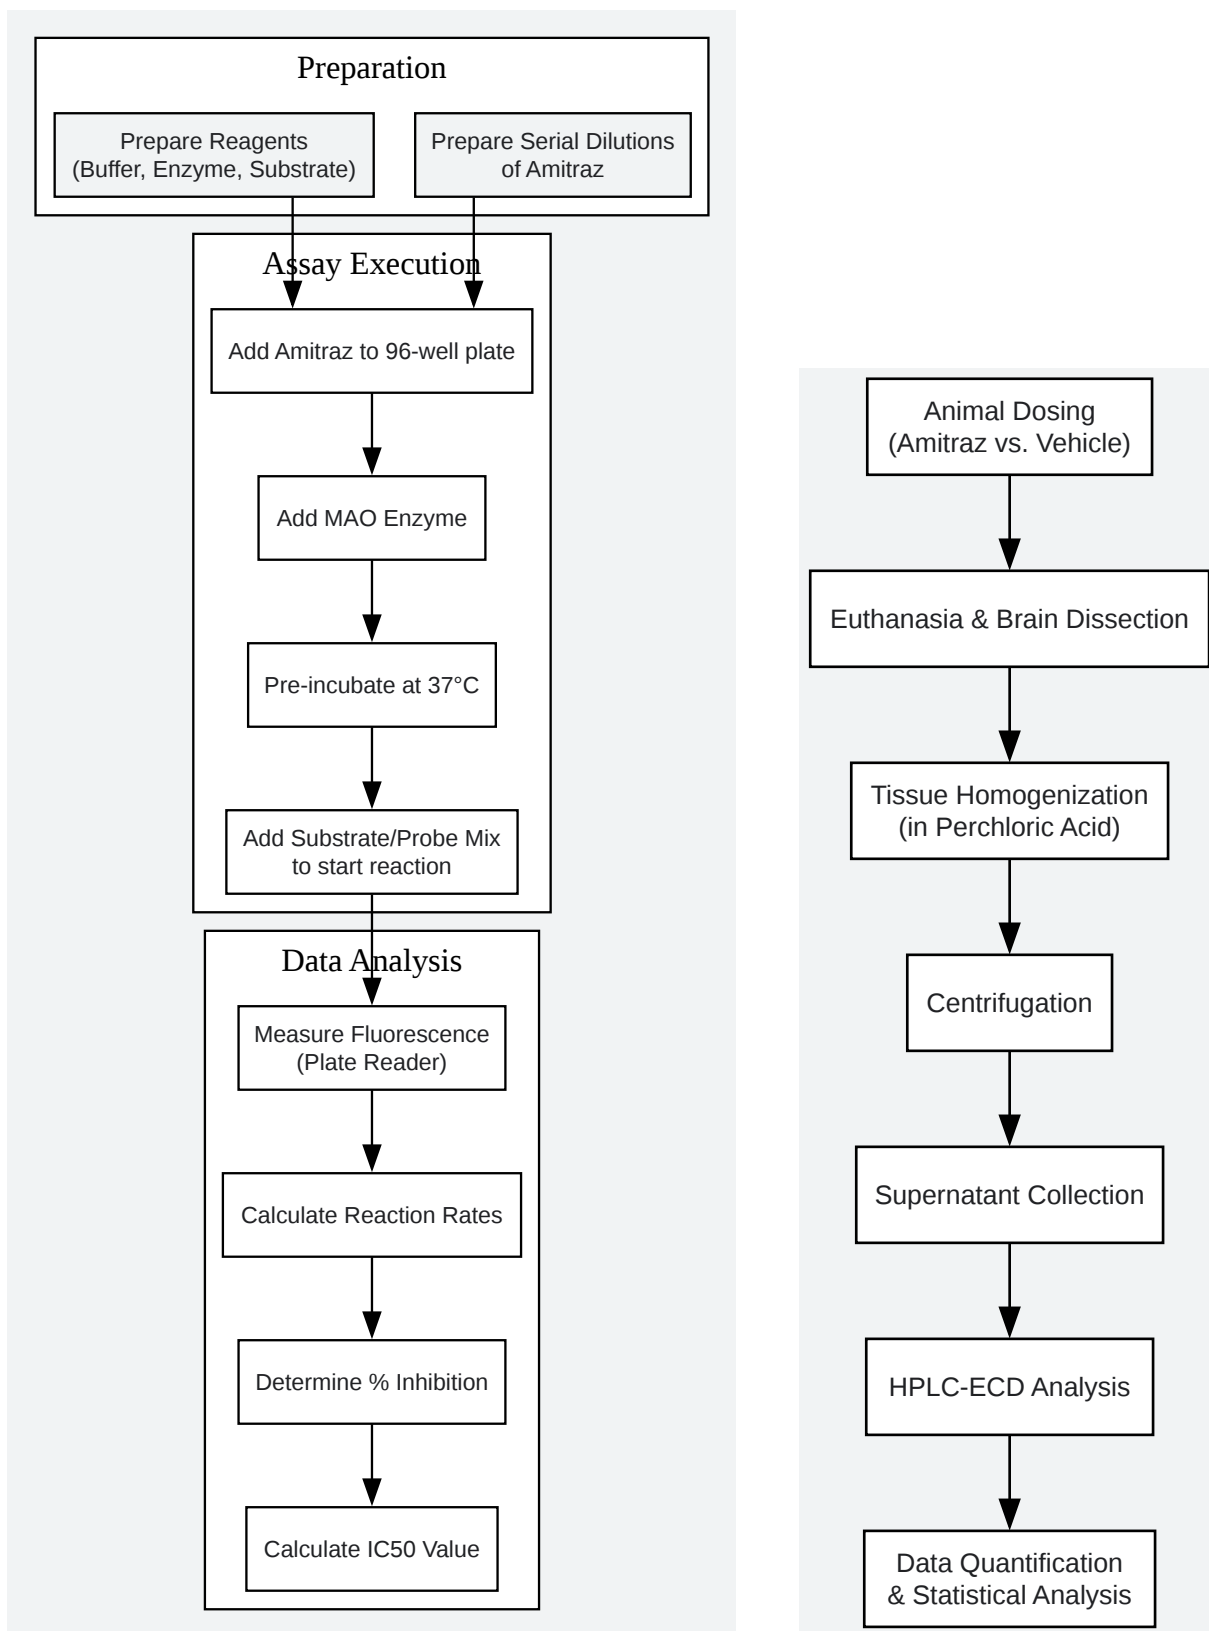 Preparation
Prepare Reagents
(Buffer, Enzyme, Substrate)
Prepare Serial Dilutions
of Amitraz
Assay Execution
Add Amitraz to 96-well plate
Add MAO Enzyme
Pre-incubate at 37°C
Add Substrate/Probe Mix
to start reaction
Data Analysis
Measure Fluorescence
(Plate Reader)
Calculate Reaction Rates
Determine % Inhibition
Calculate IC50 Value
Animal Dosing
(Amitraz vs. Vehicle)
Euthanasia & Brain Dissection
Tissue Homogenization
(in Perchloric Acid)
Centrifugation
Supernatant Collection
HPLC-ECD Analysis
Data Quantification
& Statistical Analysis